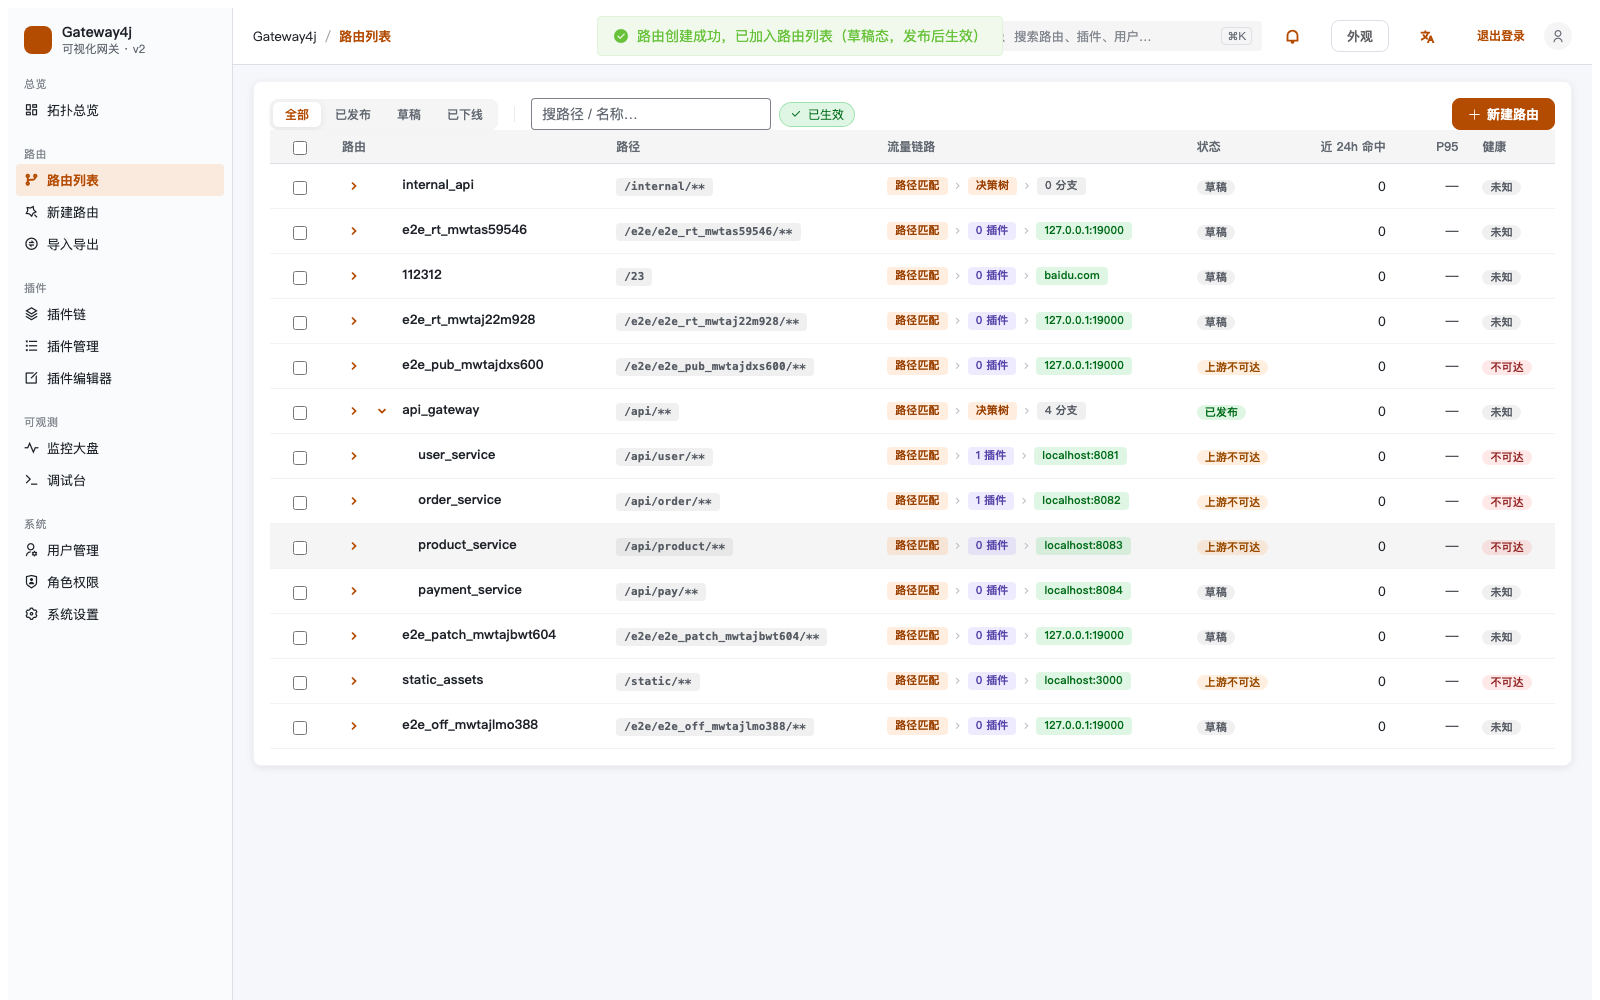 Gateway4j
可视化网关 · v2
总览
拓扑总览
路由
路由列表
新建路由
导入导出
插件
插件链
插件管理
插件编辑器
可观测
监控大盘
调试台
系统
用户管理
角色权限
系统设置
Gateway4j / 路由列表
路由创建成功，已加入路由列表（草稿态，发布后生效）
搜索路由、插件、用户… ⌘K
外观
退出登录
全部 已发布 草稿 已下线
搜路径 / 名称…
已生效
新建路由
路由 路径 流量链路 状态 近 24h 命中 P95 健康
internal_api /internal/** 路径匹配 › 决策树 › 0 分支 草稿 0 — 未知
e2e_rt_mwtas59546 /e2e/e2e_rt_mwtas59546/** 路径匹配 › 0 插件 › 127.0.0.1:19000 草稿 0 — 未知
112312 /23 路径匹配 › 0 插件 › baidu.com 草稿 0 — 未知
e2e_rt_mwtaj22m928 /e2e/e2e_rt_mwtaj22m928/** 路径匹配 › 0 插件 › 127.0.0.1:19000 草稿 0 — 未知
e2e_pub_mwtajdxs600 /e2e/e2e_pub_mwtajdxs600/** 路径匹配 › 0 插件 › 127.0.0.1:19000 上游不可达 0 — 不可达
api_gateway /api/** 路径匹配 › 决策树 › 4 分支 已发布 0 — 未知
user_service /api/user/** 路径匹配 › 1 插件 › localhost:8081 上游不可达 0 — 不可达
order_service /api/order/** 路径匹配 › 1 插件 › localhost:8082 上游不可达 0 — 不可达
product_service /api/product/** 路径匹配 › 0 插件 › localhost:8083 上游不可达 0 — 不可达
payment_service /api/pay/** 路径匹配 › 0 插件 › localhost:8084 草稿 0 — 未知
e2e_patch_mwtajbwt604 /e2e/e2e_patch_mwtajbwt604/** 路径匹配 › 0 插件 › 127.0.0.1:19000 草稿 0 — 未知
static_assets /static/** 路径匹配 › 0 插件 › localhost:3000 上游不可达 0 — 不可达
e2e_off_mwtajlmo388 /e2e/e2e_off_mwtajlmo388/** 路径匹配 › 0 插件 › 127.0.0.1:19000 草稿 0 — 未知